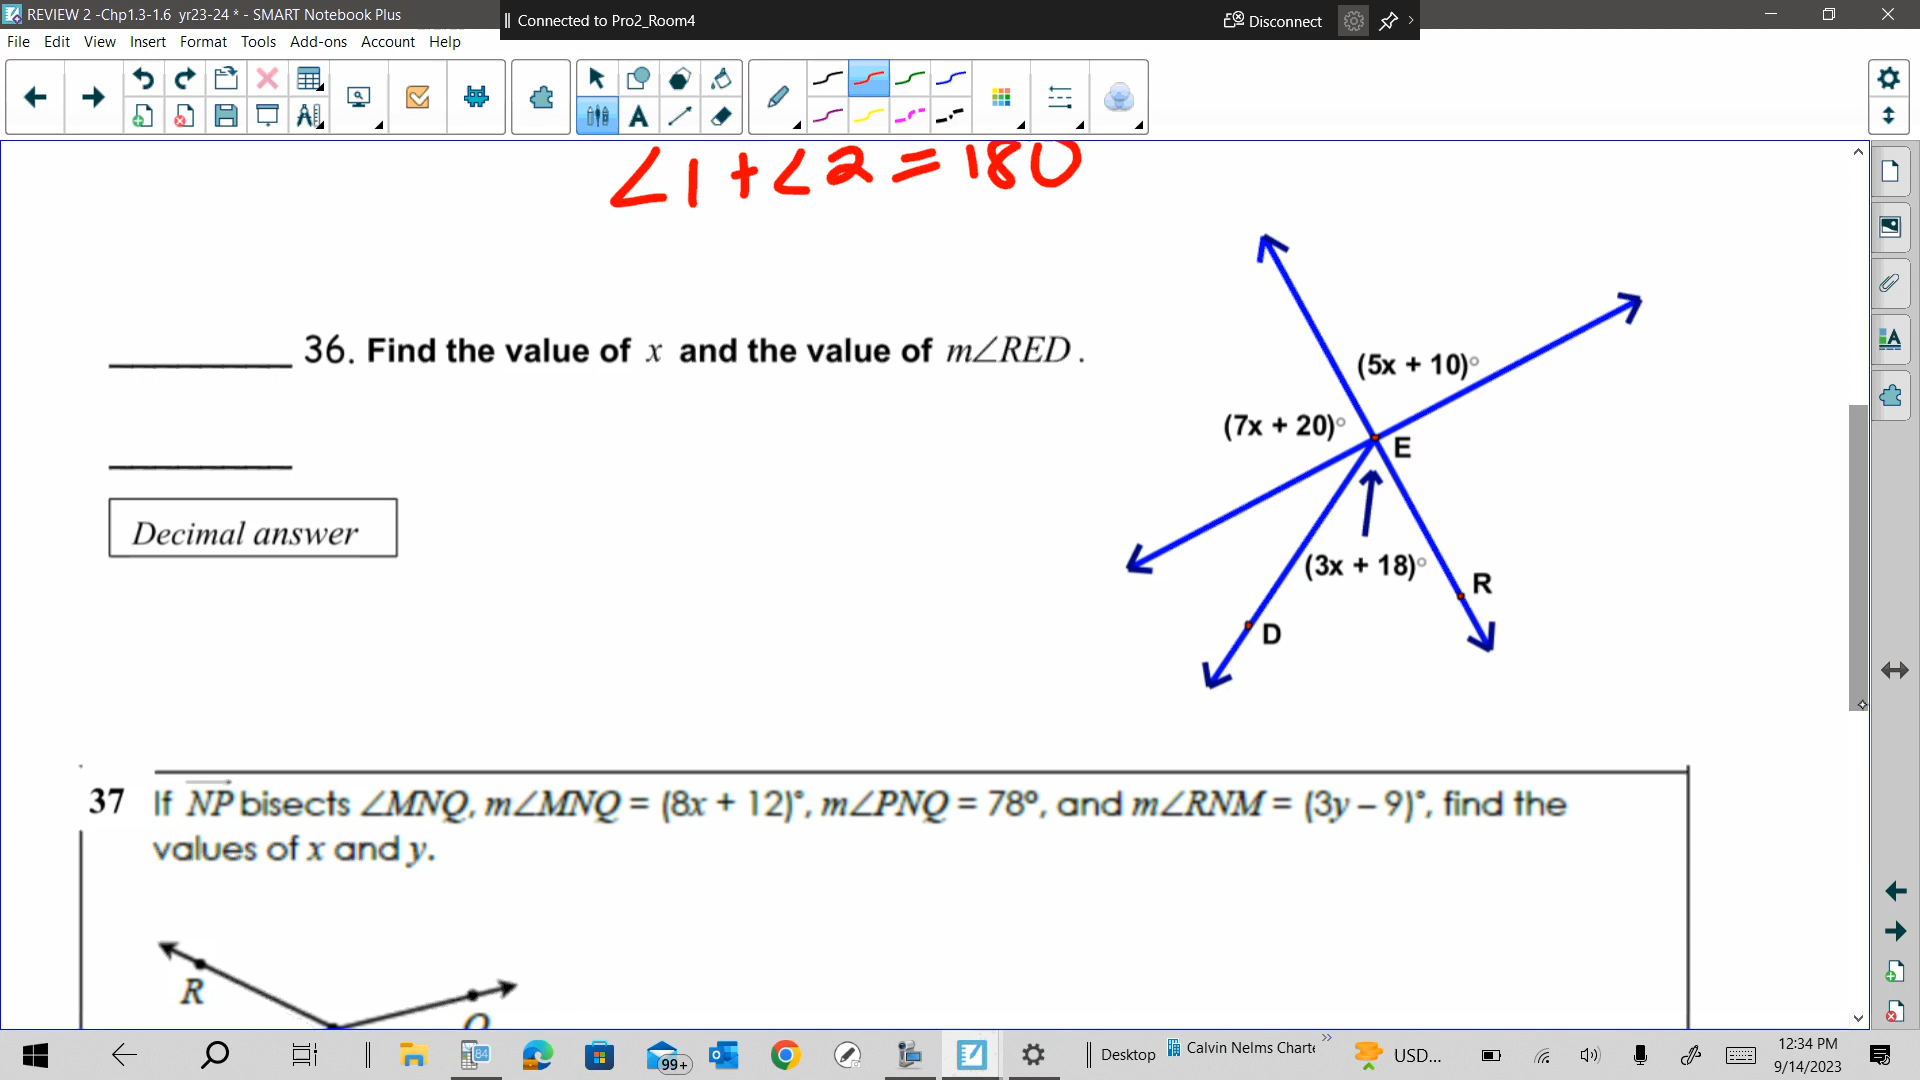 REVIEW 2 -Chp1.3-1.6 yr23-24 * - SMART Notebook Plus
Connected to Pro2_Room4
Disconnect
File Edit View Insert Format Tools Add-ons Account Help
∠1 + ∠2 = 180
36. Find the value of x and the value of m∠RED.
(5x + 10)°
(7x + 20)°
E
Decimal answer
(3x + 18)°
R
D
37 If NP bisects ∠MNQ, m∠MNQ = (8x + 12)°, m∠PNQ = 78°, and m∠RNM = (3y – 9)°, find the
values of x and y.
R
Q
84
99+
Desktop
Calvin Nelms Charte
USD...
12:34 PM
9/14/2023